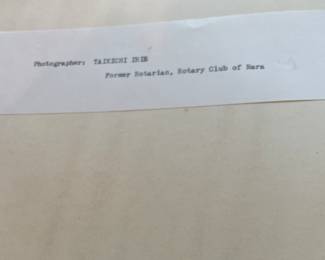 Photographer: TAIKICHI IRIE
Former Rotarian, Rotary Club of Nara